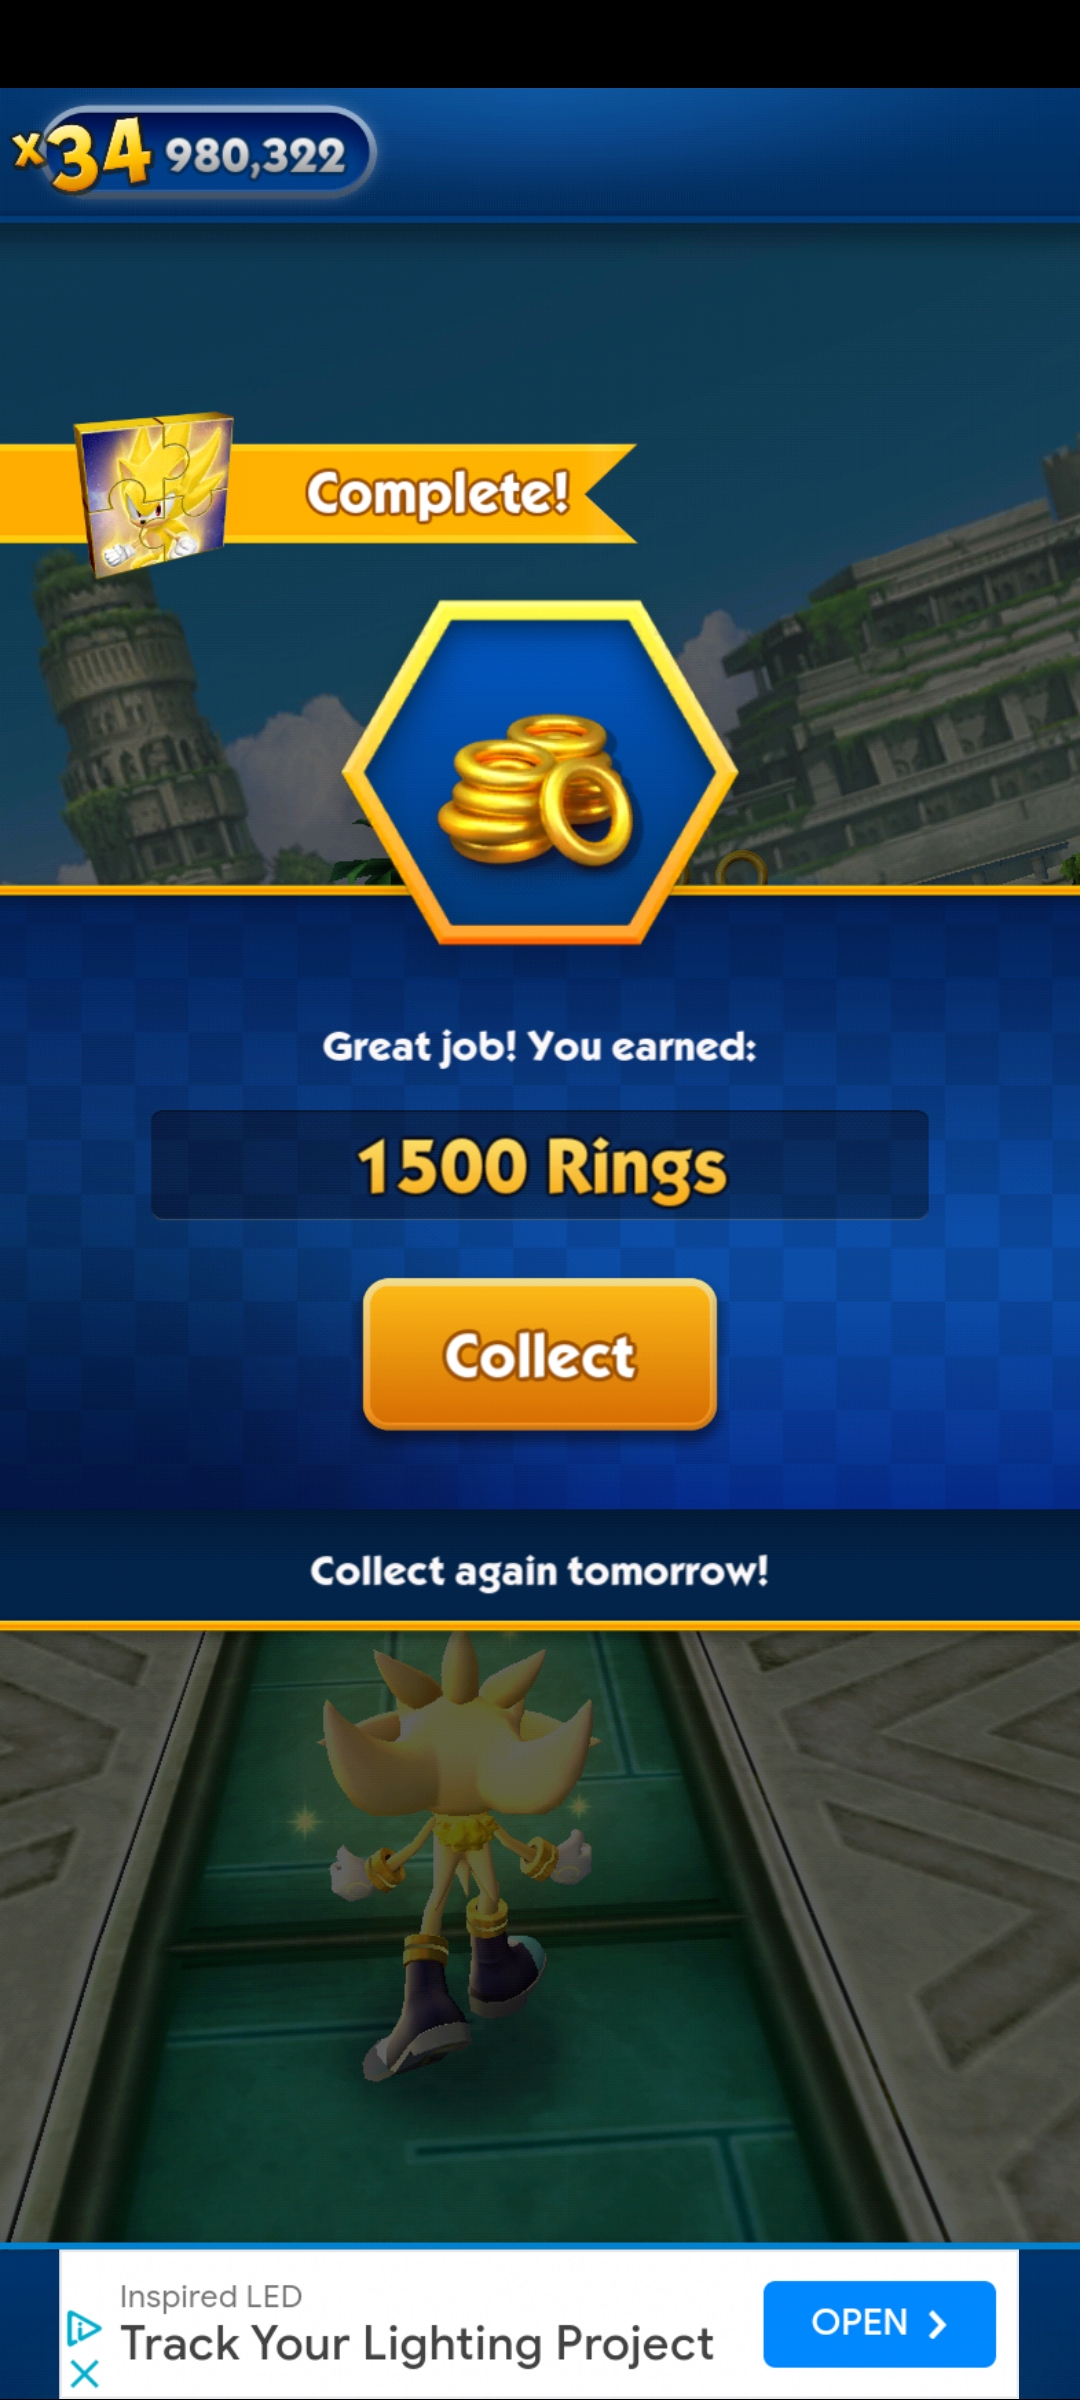 x34 980,322
Complete!
Great job! You earned:
1500 Rings
Collect
Collect again tomorrow!
Inspired LED
Track Your Lighting Project
OPEN